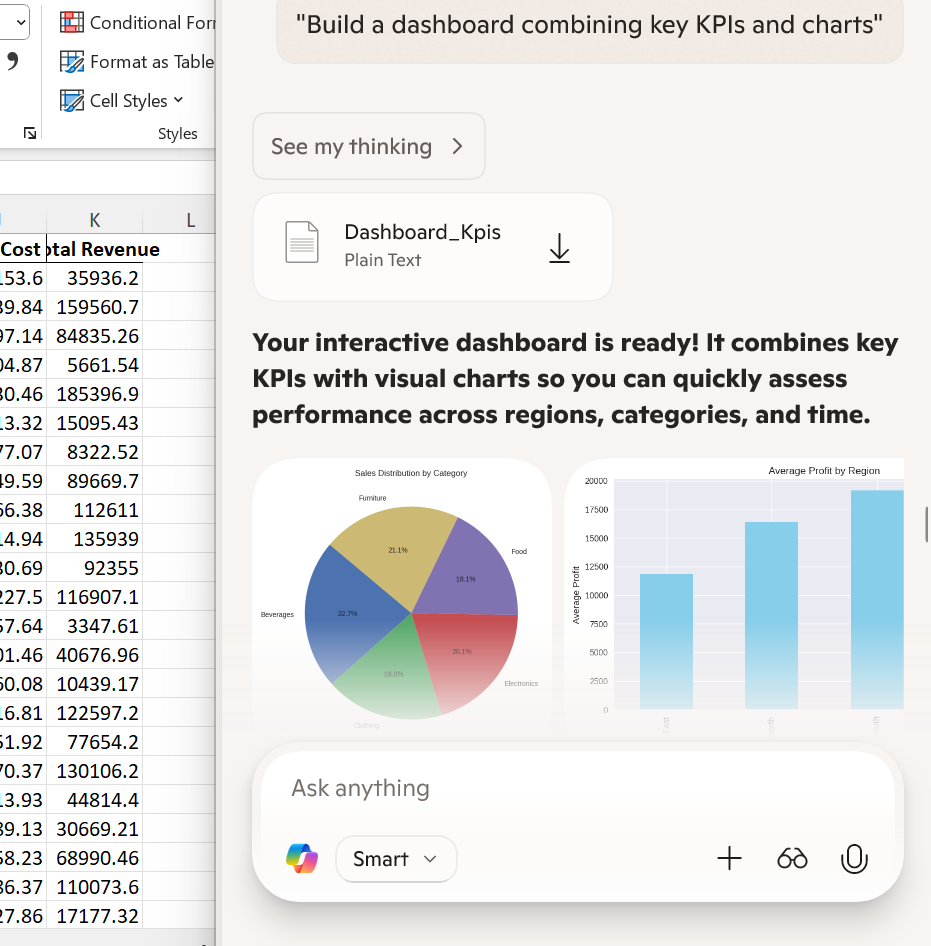 Conditional For
Format as Table
Cell Styles
Styles
K
L
Cost
otal Revenue
153.6 35936.2
39.84 159560.7
97.14 84835.26
04.87 5661.54
30.46 185396.9
13.32 15095.43
77.07 8322.52
49.59 89669.7
66.38 112611
14.94 135939
30.69 92355
227.5 116907.1
57.64 3347.61
01.46 40676.96
60.08 10439.17
16.81 122597.2
51.92 77654.2
70.37 130106.2
13.93 44814.4
39.13 30669.21
58.23 68990.46
36.37 110073.6
27.86 17177.32
"Build a dashboard combining key KPIs and charts"
See my thinking
Dashboard_Kpis
Plain Text
Your interactive dashboard is ready! It combines key
KPIs with visual charts so you can quickly assess
performance across regions, categories, and time.
Sales Distribution by Category
Furniture
21.1%
Food
18.1%
Beverages
22.7%
20.1%
18.0%
Electronics
Clothing
Average Profit by Region
Average Profit
20000
17500
15000
12500
10000
7500
5000
2500
0
East
North
South
Ask anything
Smart